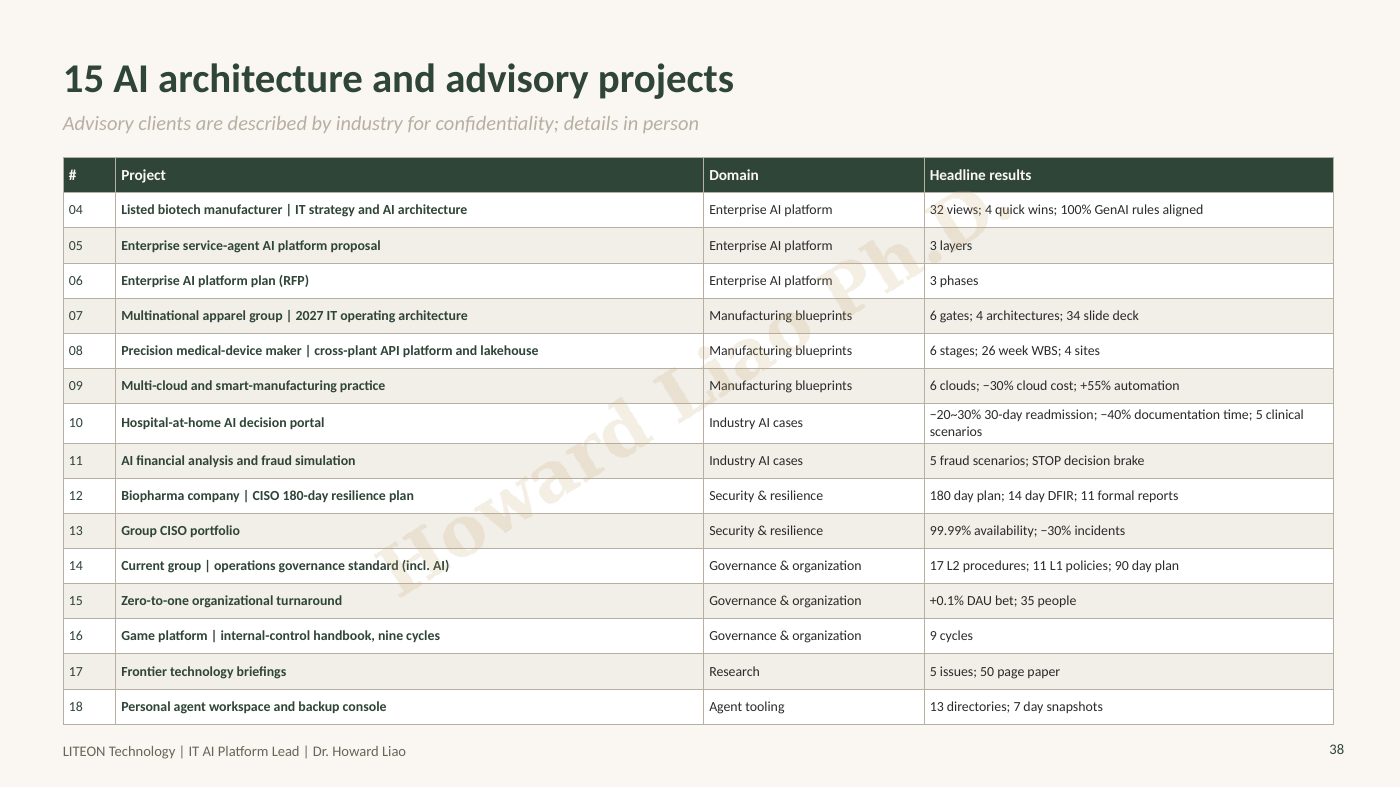 15 AI architecture and advisory projects
Advisory clients are described by industry for confidentiality; details in person
# Project Domain Headline results
04 Listed biotech manufacturer | IT strategy and AI architecture Enterprise AI platform 32 views; 4 quick wins; 100% GenAI rules aligned
05 Enterprise service-agent AI platform proposal Enterprise AI platform 3 layers
06 Enterprise AI platform plan (RFP) Enterprise AI platform 3 phases
07 Multinational apparel group | 2027 IT operating architecture Manufacturing blueprints 6 gates; 4 architectures; 34 slide deck
08 Precision medical-device maker | cross-plant API platform and lakehouse Manufacturing blueprints 6 stages; 26 week WBS; 4 sites
09 Multi-cloud and smart-manufacturing practice Manufacturing blueprints 6 clouds; −30% cloud cost; +55% automation
10 Hospital-at-home AI decision portal Industry AI cases −20~30% 30-day readmission; −40% documentation time; 5 clinical
scenarios
11 AI financial analysis and fraud simulation Industry AI cases 5 fraud scenarios; STOP decision brake
12 Biopharma company | CISO 180-day resilience plan Security & resilience 180 day plan; 14 day DFIR; 11 formal reports
13 Group CISO portfolio Security & resilience 99.99% availability; −30% incidents
14 Current group | operations governance standard (incl. AI) Governance & organization 17 L2 procedures; 11 L1 policies; 90 day plan
15 Zero-to-one organizational turnaround Governance & organization +0.1% DAU bet; 35 people
16 Game platform | internal-control handbook, nine cycles Governance & organization 9 cycles
17 Frontier technology briefings Research 5 issues; 50 page paper
18 Personal agent workspace and backup console Agent tooling 13 directories; 7 day snapshots
Howard Liao Ph.D.
LITEON Technology | IT AI Platform Lead | Dr. Howard Liao
38